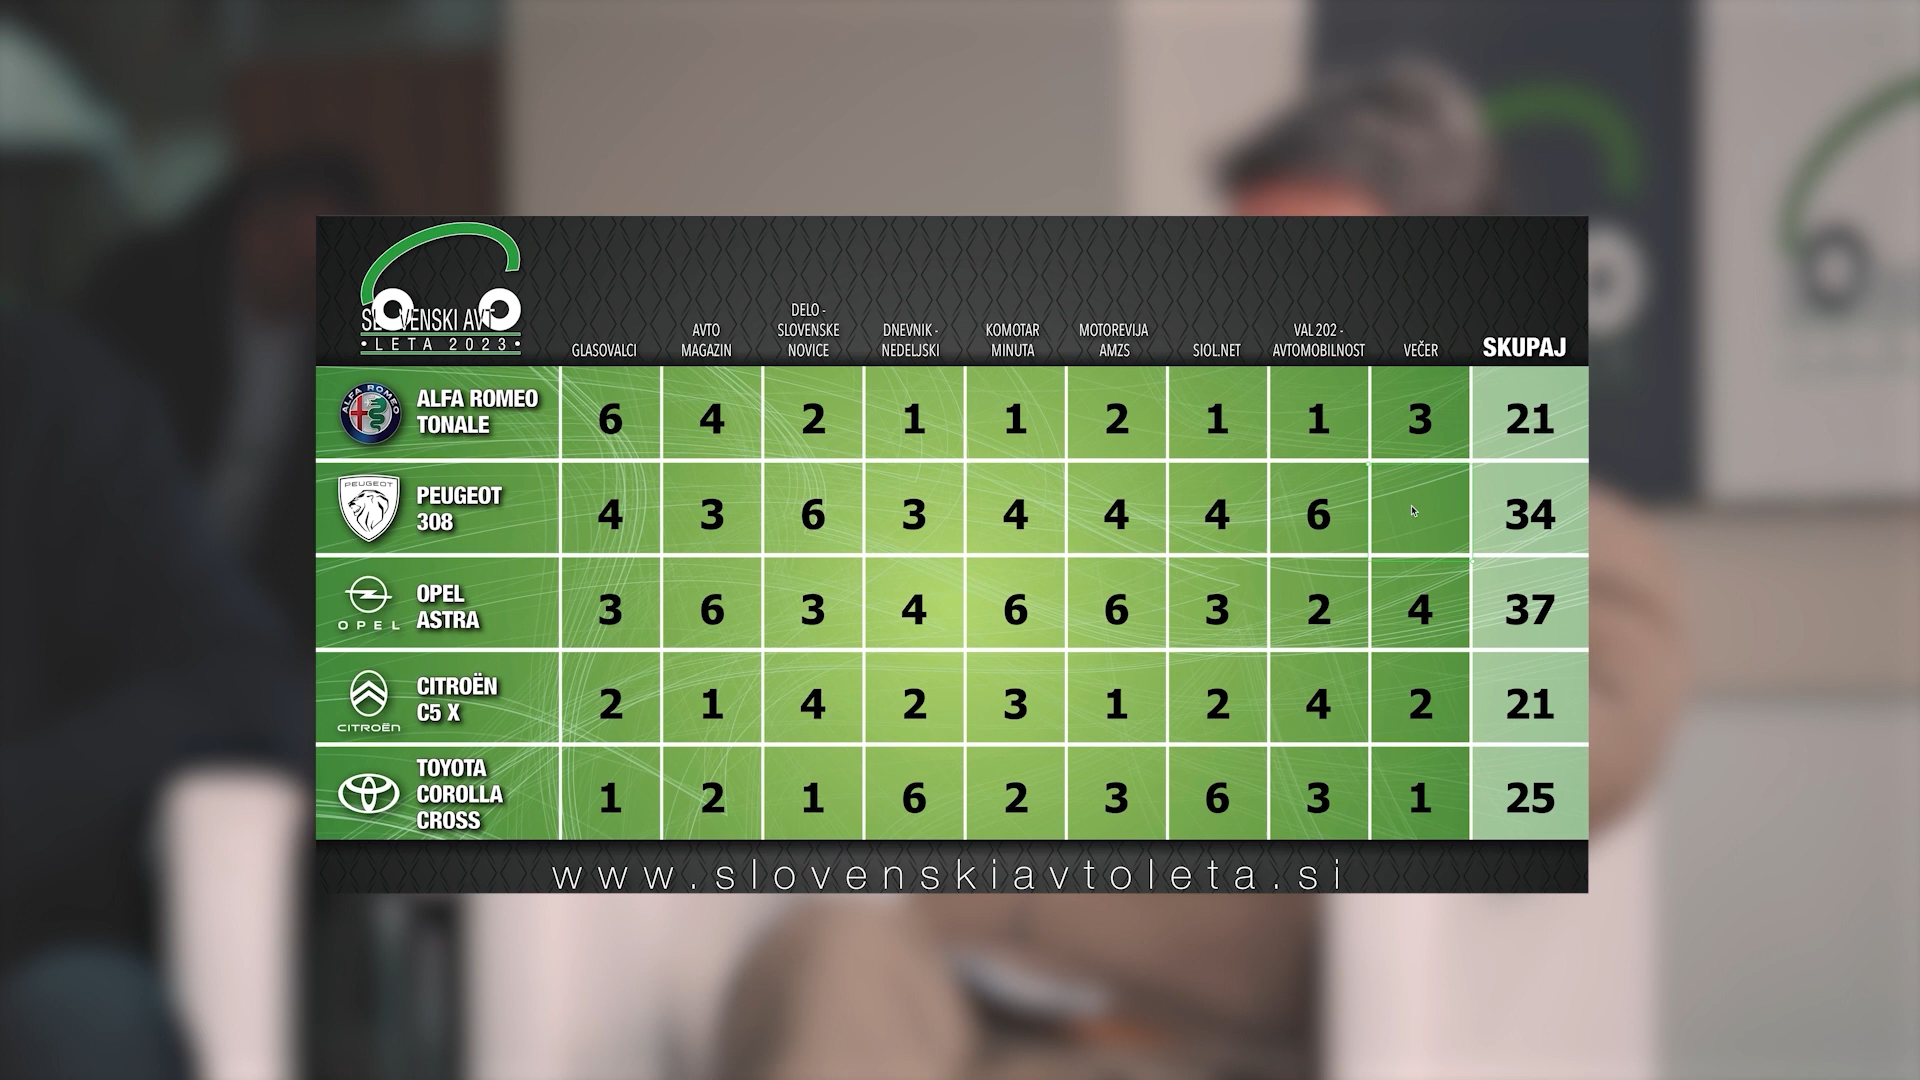 SLOVENSKI AVTO
• LETA 2023 •
GLASOVALCI
AVTO
MAGAZIN
DELO -
SLOVENSKE
NOVICE
DNEVNIK -
NEDELJSKI
KOMOTAR
MINUTA
MOTOREVIJA
AMZS
SIOL.NET
VAL 202 -
AVTOMOBILNOST
VEČER
SKUPAJ
ALFA ROMEO
ALFA ROMEO
TONALE
6 4 2 1 1 2 1 1 3 21
PEUGEOT
PEUGEOT
308
4 3 6 3 4 4 4 6 34
OPEL
OPEL
ASTRA
3 6 3 4 6 6 3 2 4 37
CITROËN
CITROËN
C5 X
2 1 4 2 3 1 2 4 2 21
TOYOTA
COROLLA
CROSS
1 2 1 6 2 3 6 3 1 25
www.slovenskiavtoleta.si